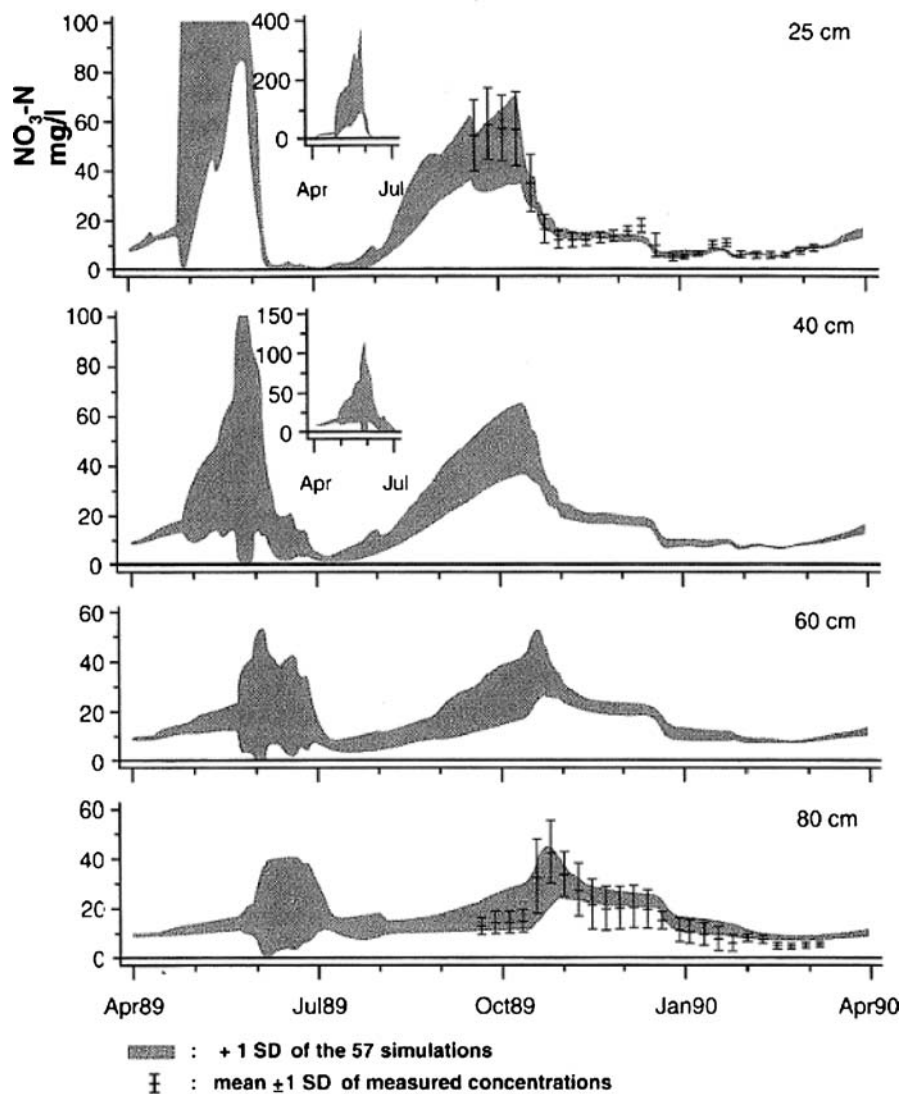 25 cm
NO3-N
mg/l
100
80
60
40
20
0
400
200
0
Apr Jul
40 cm
100
80
60
40
20
0
150
100
50
0
Apr Jul
60 cm
60
40
20
0
80 cm
60
40
20
0
Apr89 Jul89 Oct89 Jan90 Apr90
: + 1 SD of the 57 simulations
: mean ±1 SD of measured concentrations